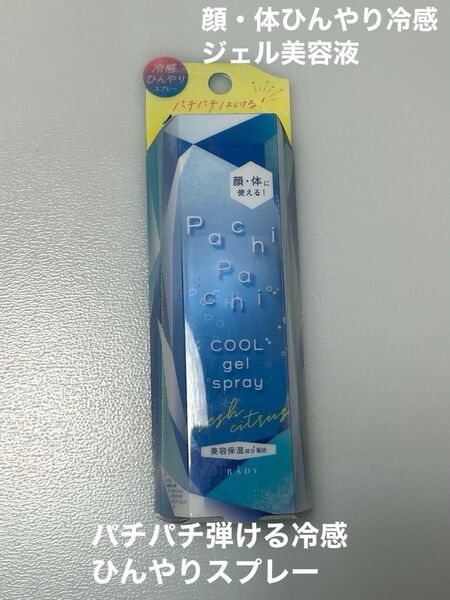 顔・体ひんやり冷感
ジェル美容液
冷感
ひんやり
スプレー
パチパチはじける！
顔・体に
使える！
Pachi
Pa
chi
COOL
gel
spray
fresh
citrus
美容保湿成分配合
RADY
パチパチ弾ける冷感
ひんやりスプレー